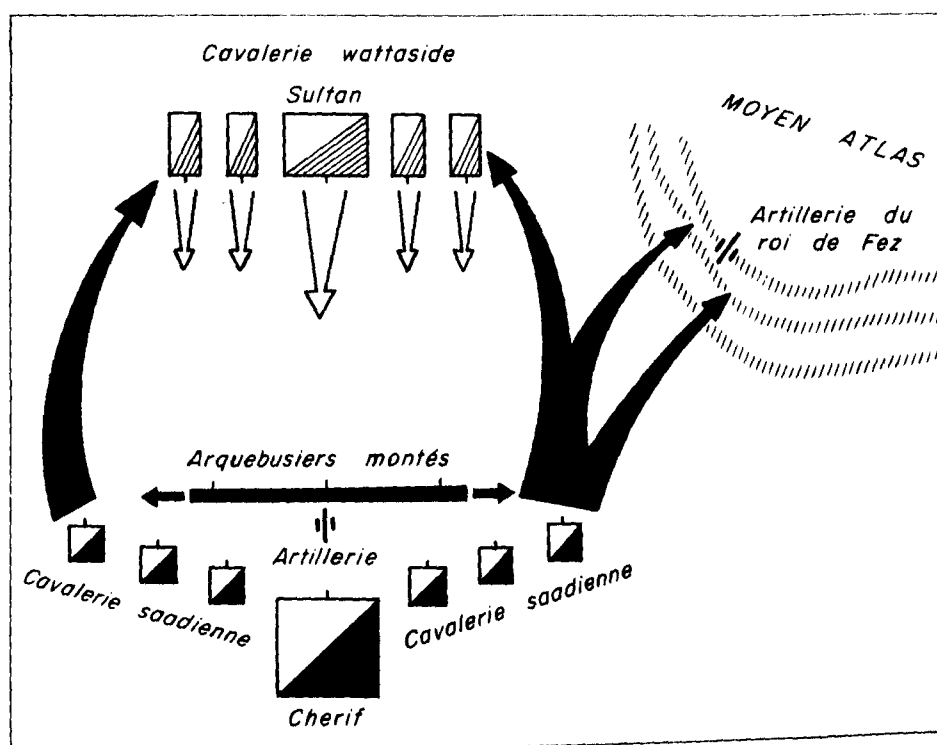 Cavalerie wattaside
Sultan
MOYEN ATLAS
Artillerie du
roi de Fez
Arquebusiers montés
Artillerie
Cavalerie saadienne
Cavalerie saadienne
Cherif